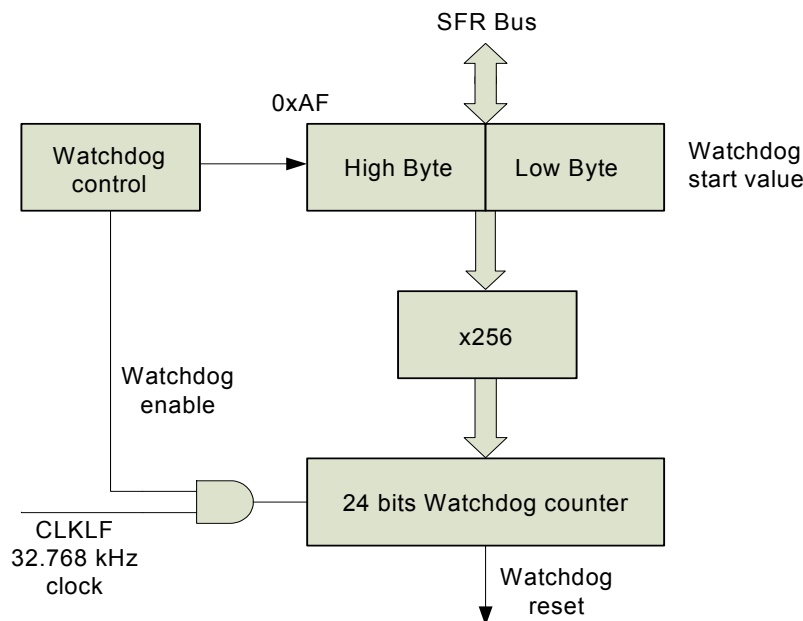 SFR Bus
0xAF
Watchdog
control
High Byte
Low Byte
Watchdog
start value
x256
Watchdog
enable
24 bits Watchdog counter
CLKLF
32.768 kHz
clock
Watchdog
reset